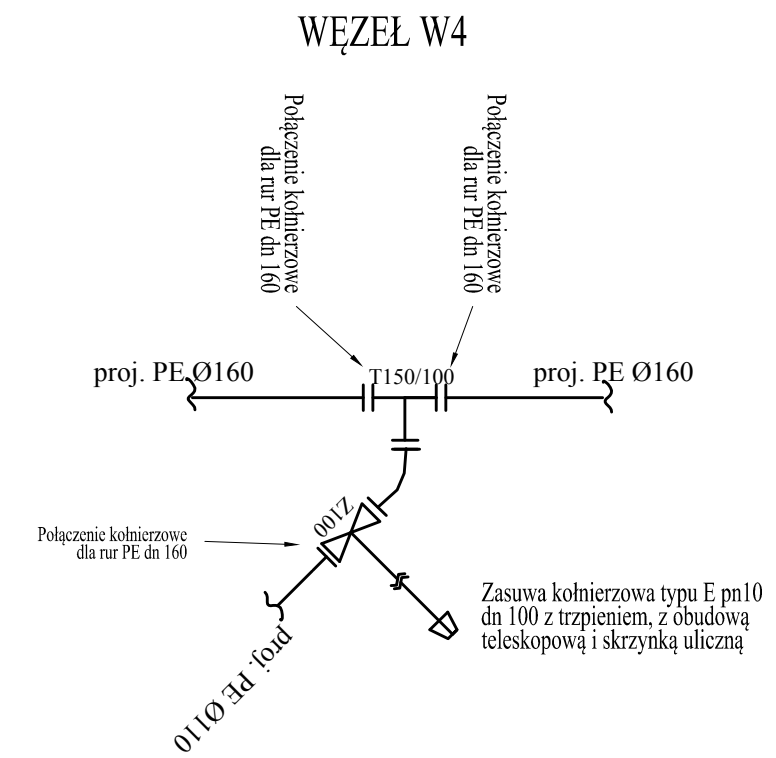 WĘZEŁ W4
Połączenie kołnierzowe
dla rur PE dn 160
Połączenie kołnierzowe
dla rur PE dn 160
proj. PE Ø160
T150/100
proj. PE Ø160
Z100
Połączenie kołnierzowe
dla rur PE dn 160
Zasuwa kołnierzowa typu E pn10
dn 100 z trzpieniem, z obudową
teleskopową i skrzynką uliczną
proj. PE Ø110